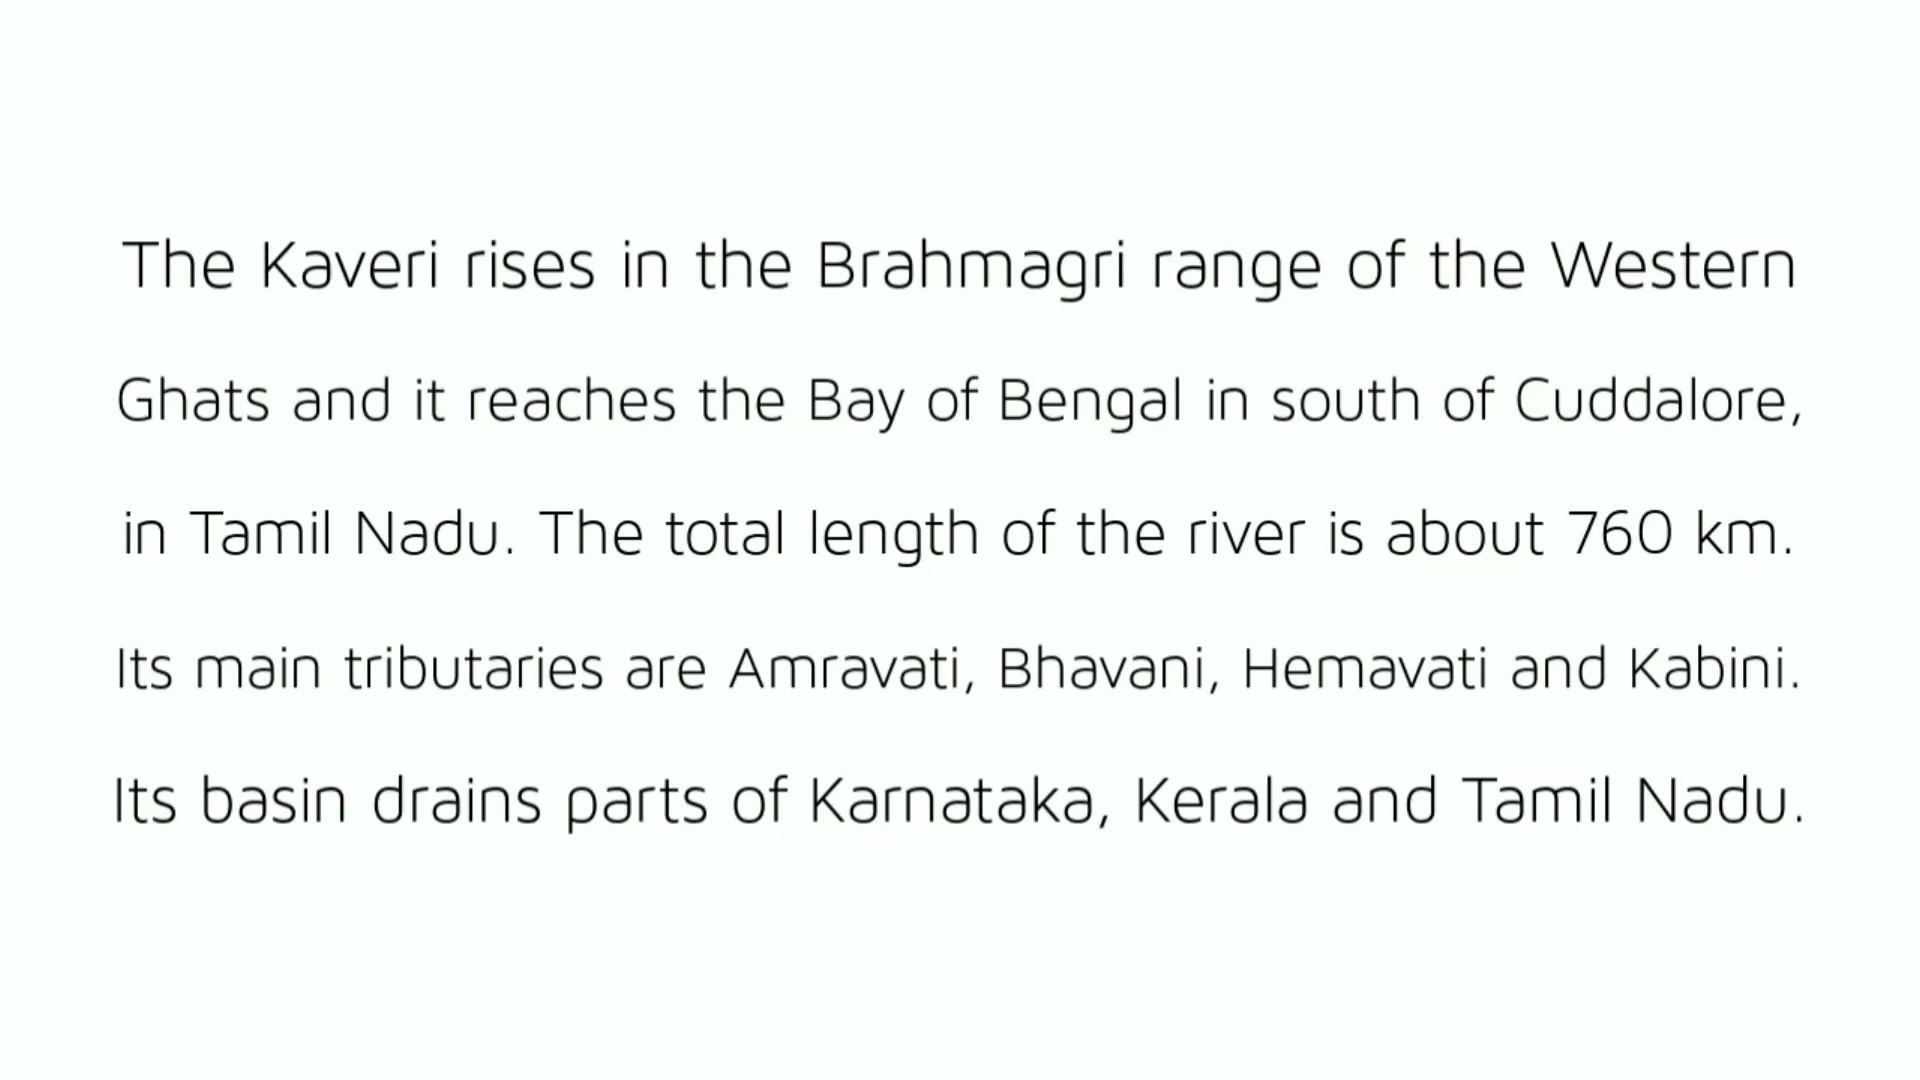 The Kaveri rises in the Brahmagri range of the Western
Ghats and it reaches the Bay of Bengal in south of Cuddalore,
in Tamil Nadu. The total length of the river is about 760 km.
Its main tributaries are Amravati, Bhavani, Hemavati and Kabini.
Its basin drains parts of Karnataka, Kerala and Tamil Nadu.